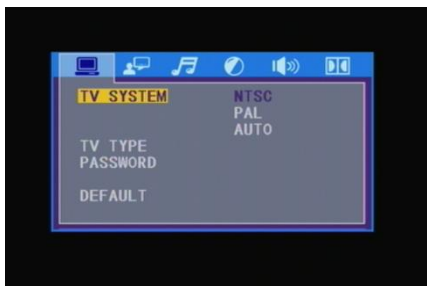 TV SYSTEM NTSC
PAL
AUTO
TV TYPE
PASSWORD
DEFAULT